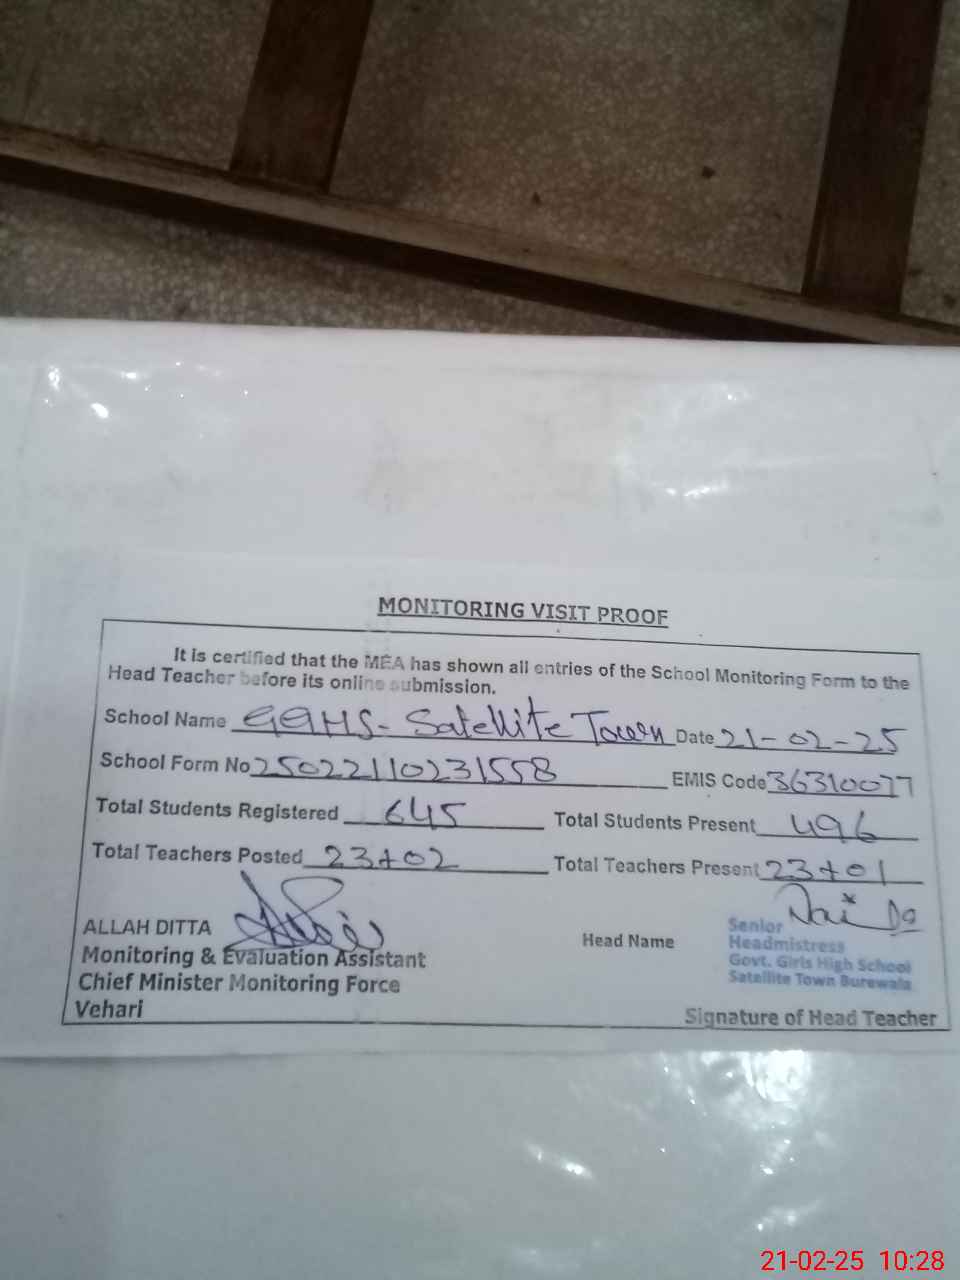 MONITORING VISIT PROOF
It is certified that the MEA has shown all entries of the School Monitoring Form to the
Head Teacher before its online submission.
School Name GGHS- Satellite Town Date 21-02-25
School Form No 25022110231558 EMIS Code 36310077
Total Students Registered 645 Total Students Present 496
Total Teachers Posted 23+02 Total Teachers Present 23+01
ALLAH DITTA
Monitoring & Evaluation Assistant
Chief Minister Monitoring Force
Vehari
Head Name
Senior
Headmistress
Govt. Girls High School
Satellite Town Burewala
Signature of Head Teacher
21-02-25 10:28